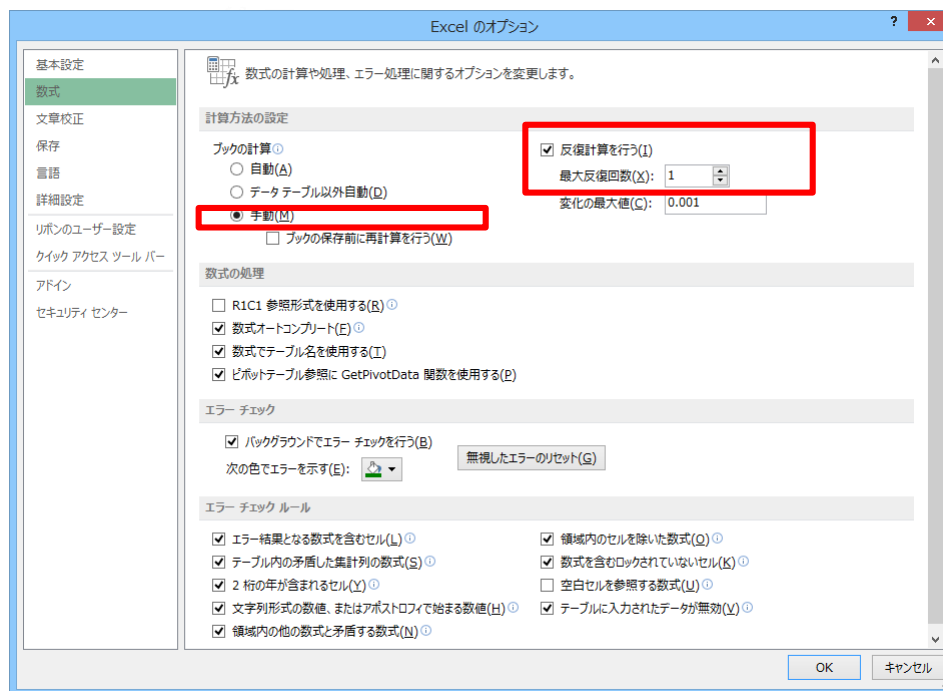 Excel のオプション
? ×
基本設定
数式
文章校正
保存
言語
詳細設定
リボンのユーザー設定
クイック アクセス ツール バー
アドイン
セキュリティ センター
数式の計算や処理、エラー処理に関するオプションを変更します。
計算方法の設定
ブックの計算
自動(A)
データ テーブル以外自動(D)
手動(M)
ブックの保存前に再計算を行う(W)
反復計算を行う(I)
最大反復回数(X): 1
変化の最大値(C): 0.001
数式の処理
R1C1 参照形式を使用する(R)
数式オートコンプリート(F)
数式でテーブル名を使用する(T)
ピボットテーブル参照に GetPivotData 関数を使用する(P)
エラー チェック
バックグラウンドでエラー チェックを行う(B)
次の色でエラーを示す(E):
無視したエラーのリセット(G)
エラー チェック ルール
エラー結果となる数式を含むセル(L)
テーブル内の矛盾した集計列の数式(S)
2 桁の年が含まれるセル(Y)
文字列形式の数値、またはアポストロフィで始まる数値(H)
領域内の他の数式と矛盾する数式(N)
領域内のセルを除いた数式(O)
数式を含むロックされていないセル(K)
空白セルを参照する数式(U)
テーブルに入力されたデータが無効(V)
OK
キャンセル